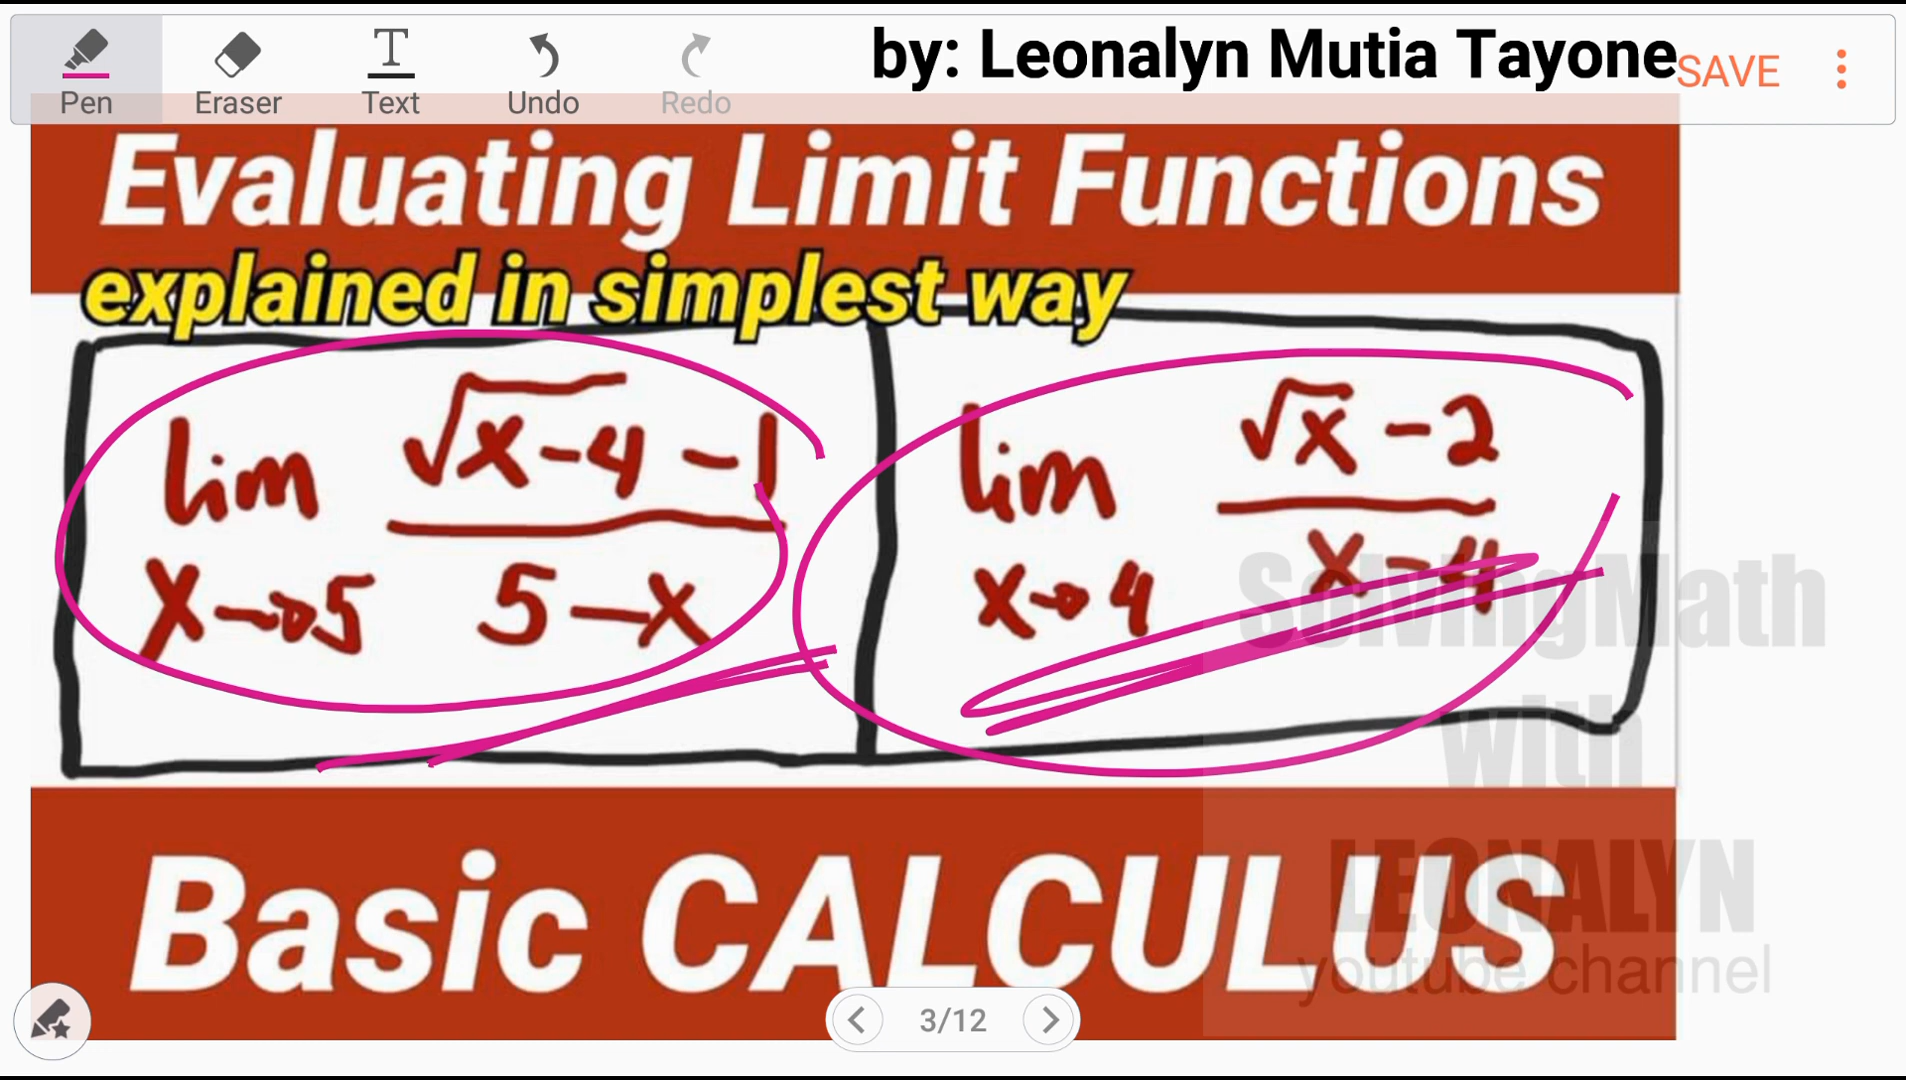 by: Leonalyn Mutia Tayone
Pen Eraser Text Undo Redo SAVE
Evaluating Limit Functions
explained in simplest way
lim x→5 (√(x-4) - 1)/(5-x)
lim x→4 (√x - 2)/(x-4)
SolvingMath
with
LEONALYN
youtube channel
Basic CALCULUS
3/12